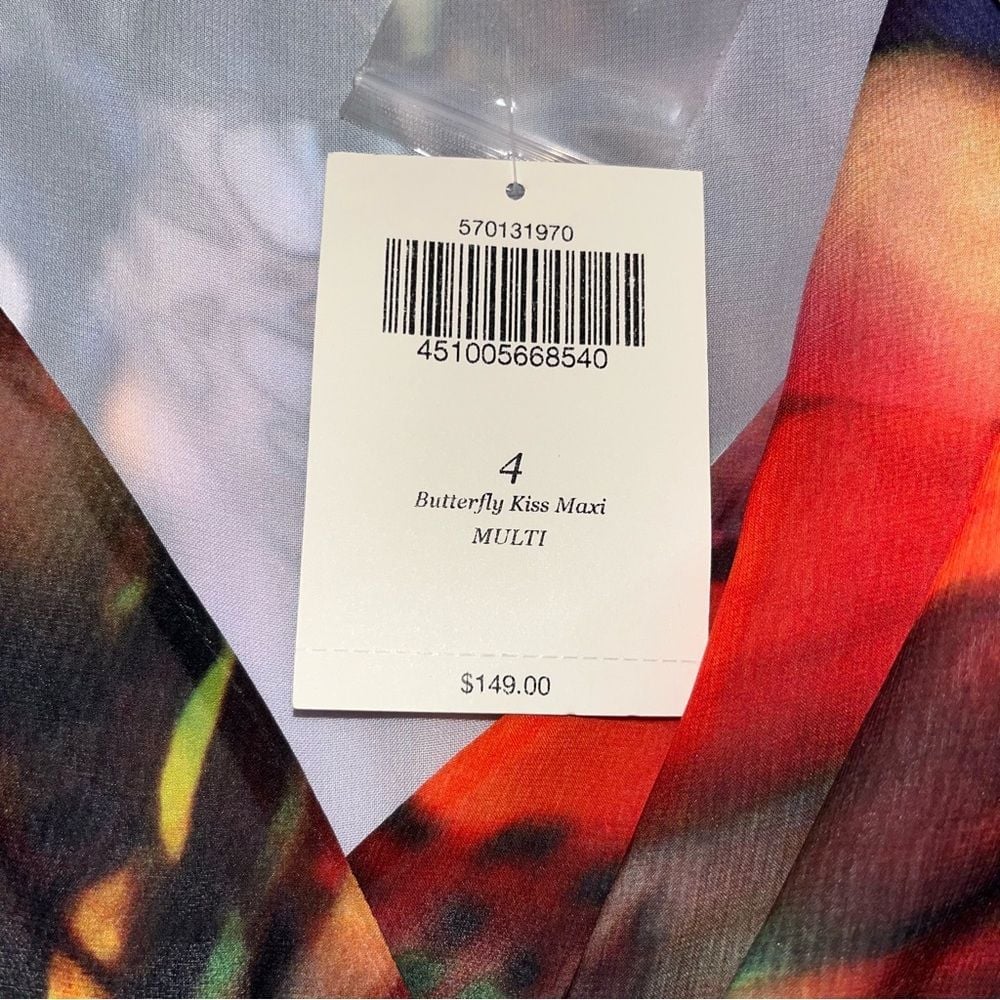 570131970
451005668540
4
Butterfly Kiss Maxi
MULTI
$149.00